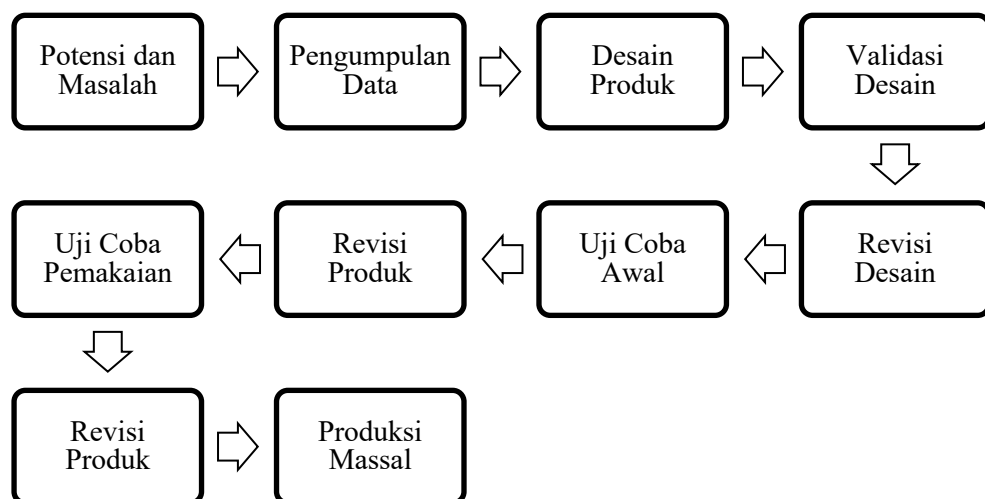 Potensi dan
Masalah
Pengumpulan
Data
Desain
Produk
Validasi
Desain
Revisi
Desain
Uji Coba
Awal
Revisi
Produk
Uji Coba
Pemakaian
Revisi
Produk
Produksi
Massal